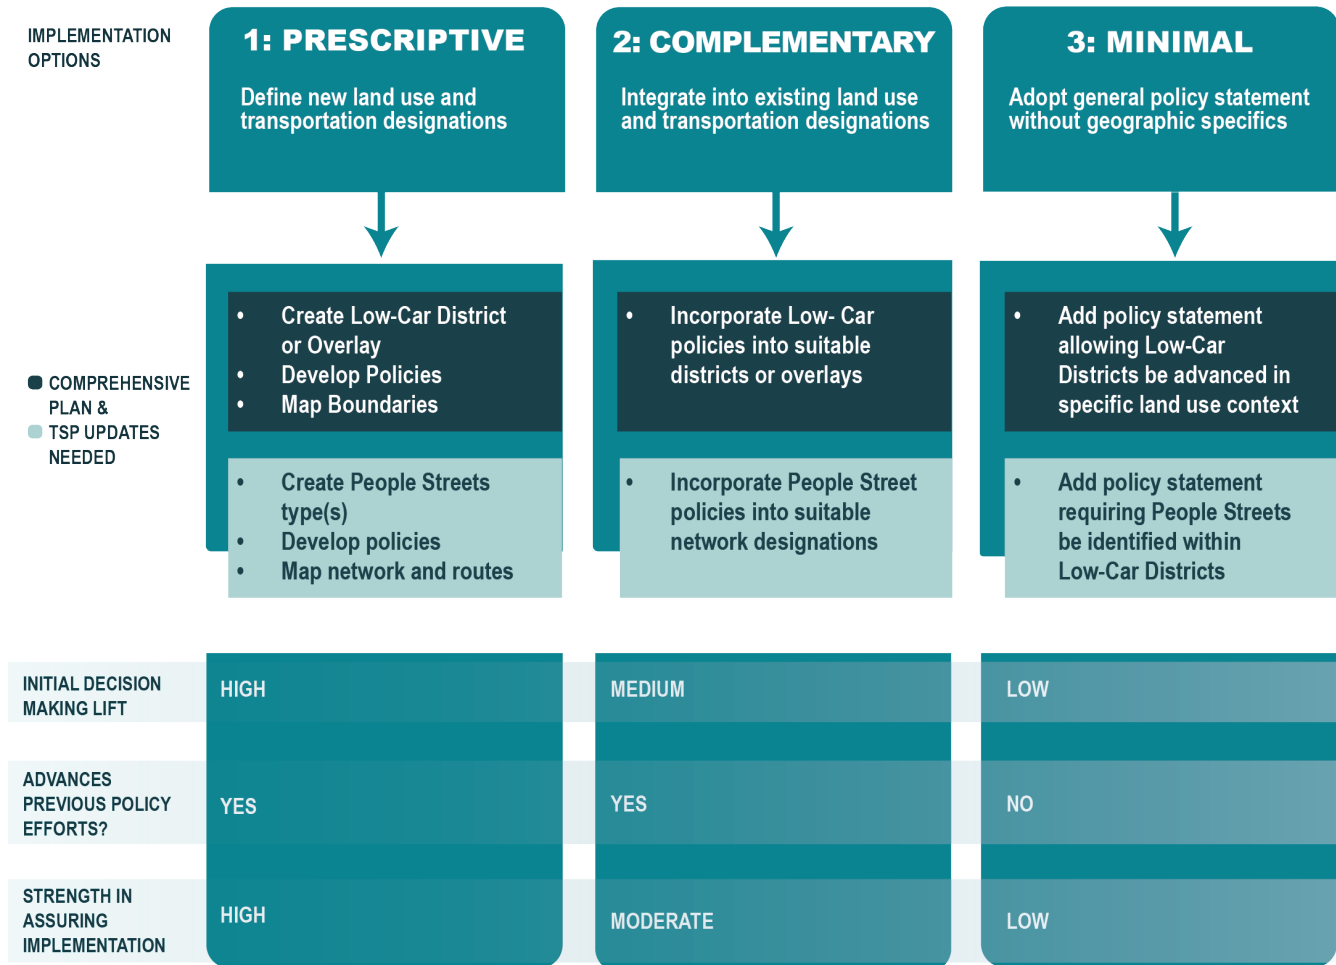 IMPLEMENTATION
OPTIONS
1: PRESCRIPTIVE
Define new land use and
transportation designations
2: COMPLEMENTARY
Integrate into existing land use
and transportation designations
3: MINIMAL
Adopt general policy statement
without geographic specifics
COMPREHENSIVE
PLAN &
TSP UPDATES
NEEDED
• Create Low-Car District
or Overlay
• Develop Policies
• Map Boundaries
• Create People Streets
type(s)
• Develop policies
• Map network and routes
• Incorporate Low- Car
policies into suitable
districts or overlays
• Incorporate People Street
policies into suitable
network designations
• Add policy statement
allowing Low-Car
Districts be advanced in
specific land use context
• Add policy statement
requiring People Streets
be identified within
Low-Car Districts
INITIAL DECISION
MAKING LIFT
HIGH
MEDIUM
LOW
ADVANCES
PREVIOUS POLICY
EFFORTS?
YES
YES
NO
STRENGTH IN
ASSURING
IMPLEMENTATION
HIGH
MODERATE
LOW